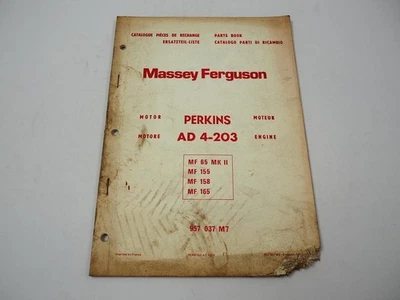 CATALOGUE PIÈCES DE RECHANGE PARTS BOOK
ERSATZTEIL-LISTE CATALOGO PARTI DI RICAMBIO
Massey Ferguson
MOTOR PERKINS MOTEUR
MOTORE AD 4-203 ENGINE
MF 65 MK II
MF 155
MF 158
MF 165
957 037 M7